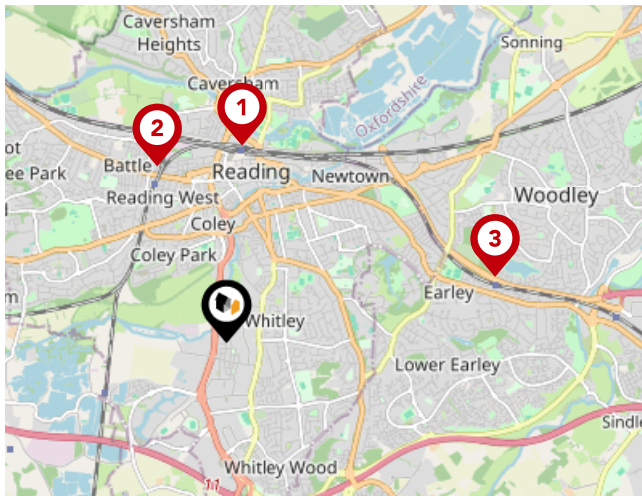 Caversham
Heights
Sonning
Caversham
Oxfordshire
1
2
ot
Battle
ee Park
Reading
Newtown
Reading West
Woodley
Coley
3
Coley Park
m
Earley
Whitley
Lower Earley
Sindle
Whitley Wood
11